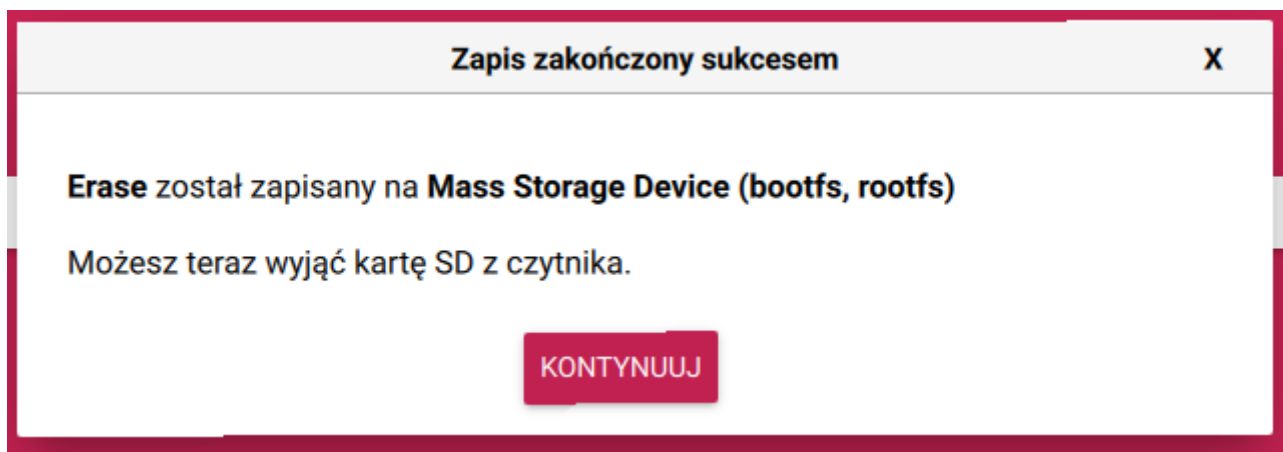 Zapis zakończony sukcesem X
Erase został zapisany na Mass Storage Device (bootfs, rootfs)
Możesz teraz wyjąć kartę SD z czytnika.
KONTYNUUJ